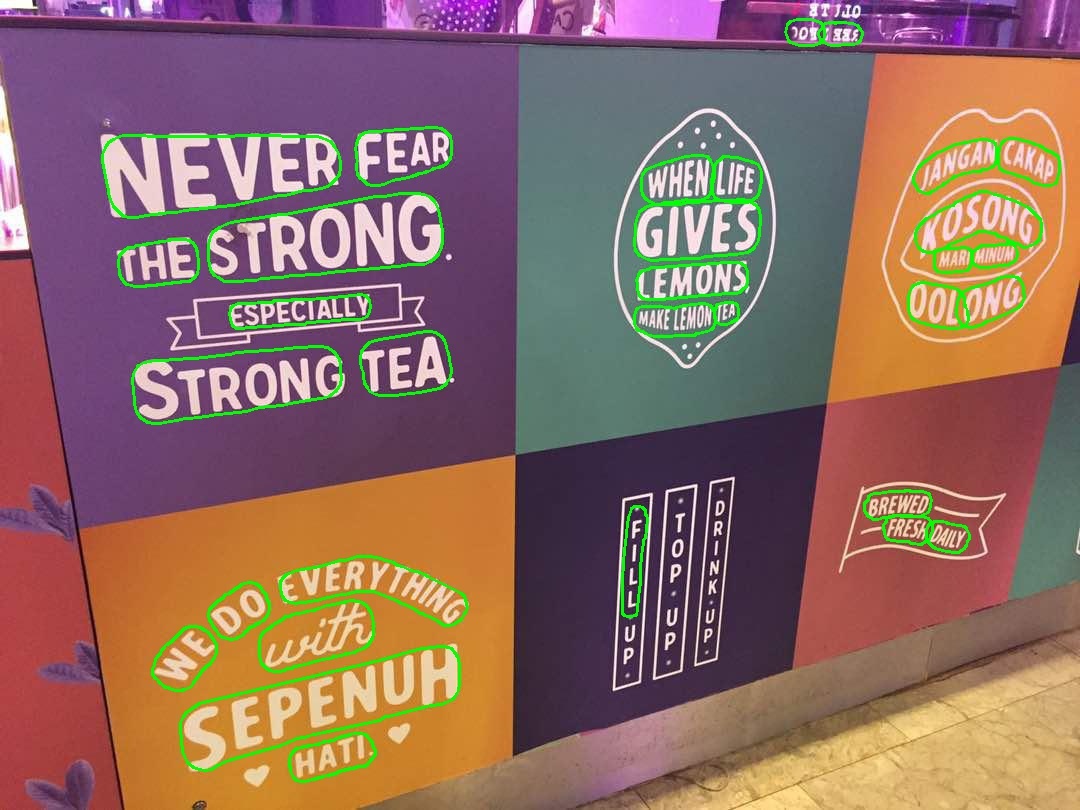 NEVER FEAR
THE STRONG.
ESPECIALLY
STRONG TEA.
WHEN LIFE
GIVES
LEMONS,
MAKE LEMON TEA
JANGAN CAKAP
KOSONG
MARI MINUM
OOLONG.
WE DO EVERYTHING
with
SEPENUH
HATI.
FILL UP
TOP UP
DRINK UP
BREWED
FRESH DAILY